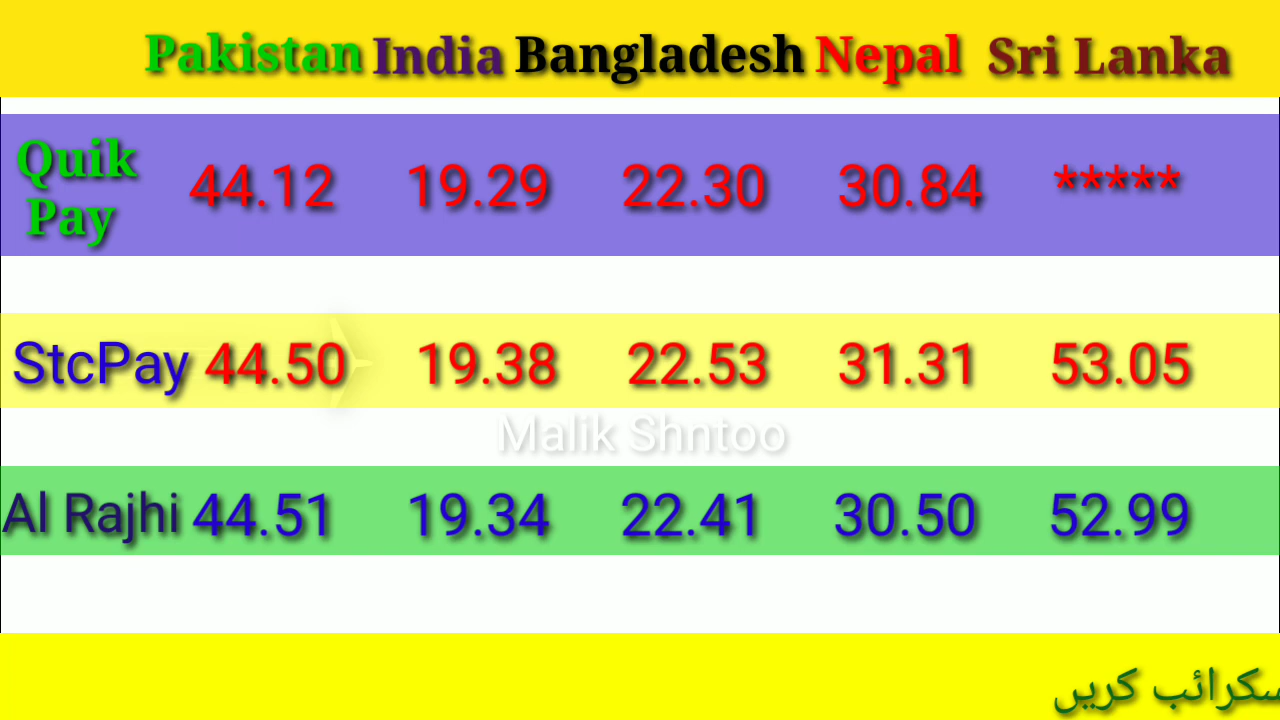 Pakistan India Bangladesh Nepal Sri Lanka
Quik
Pay
44.12 19.29 22.30 30.84 *****
StcPay 44.50 19.38 22.53 31.31 53.05
Malik Shntoo
Al Rajhi 44.51 19.34 22.41 30.50 52.99
کریں